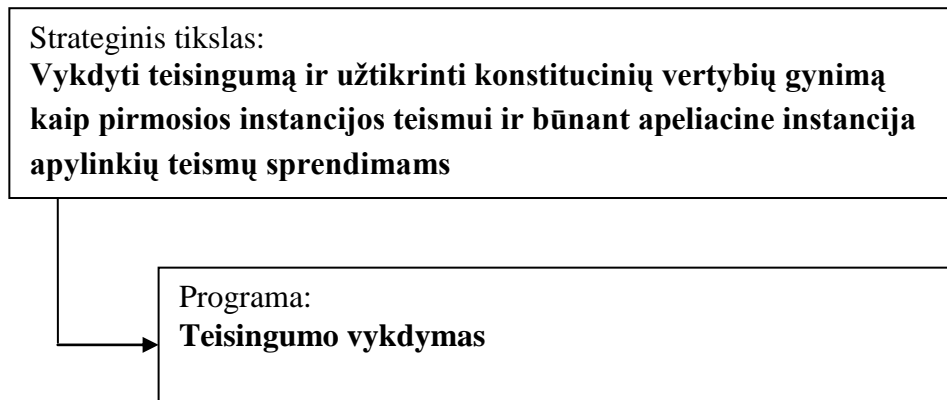 Strateginis tikslas:
Vykdyti teisingumą ir užtikrinti konstitucinių vertybių gynimą
kaip pirmosios instancijos teismui ir būnant apeliacine instancija
apylinkių teismų sprendimams
Programa:
Teisingumo vykdymas